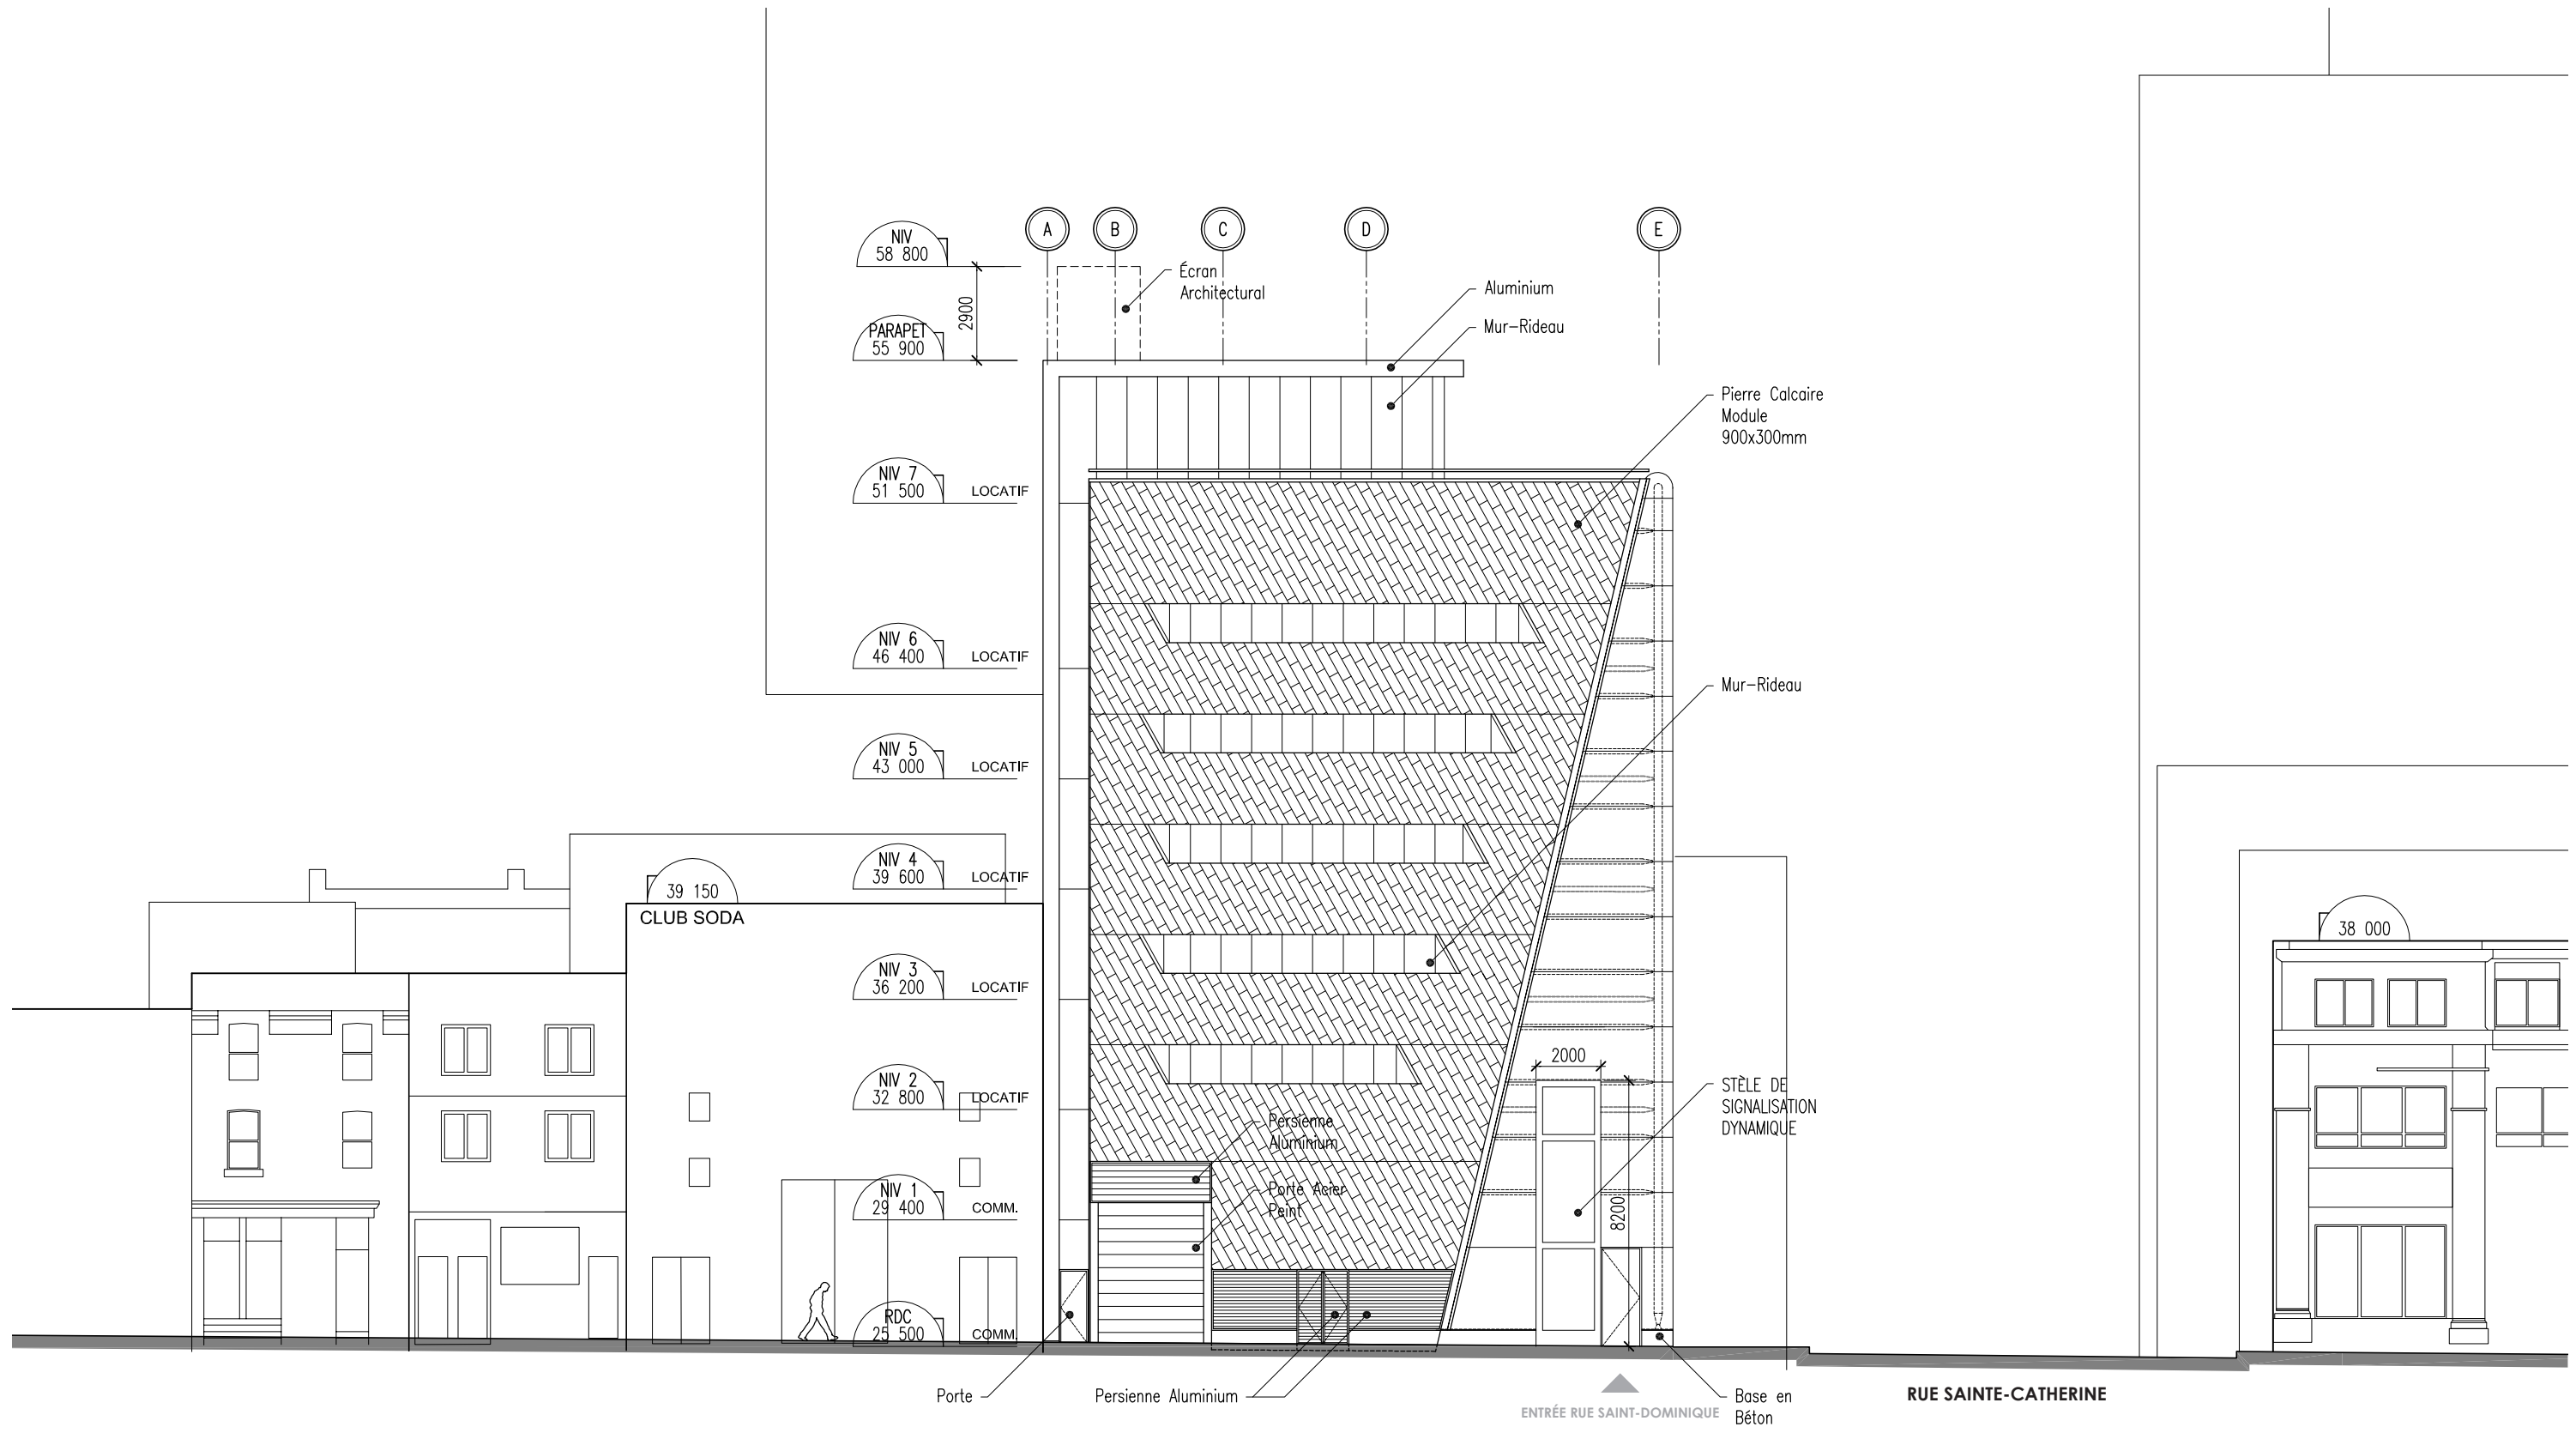 A
B
C
D
E
NIV
58 800
2900
PARAPET
55 900
Écran
Architectural
Aluminium
Mur-Rideau
Pierre Calcaire
Module
900x300mm
NIV 7
51 500
LOCATIF
NIV 6
46 400
LOCATIF
Mur-Rideau
NIV 5
43 000
LOCATIF
NIV 4
39 600
LOCATIF
39 150
CLUB SODA
38 000
NIV 3
36 200
LOCATIF
2000
NIV 2
32 800
LOCATIF
STÈLE DE
SIGNALISATION
DYNAMIQUE
Persienne
Aluminium
NIV 1
29 400
COMM.
Porte Acier
Peint
8200
RDC
25 500
COMM.
Porte
Persienne Aluminium
ENTRÉE RUE SAINT-DOMINIQUE
Base en
Béton
RUE SAINTE-CATHERINE